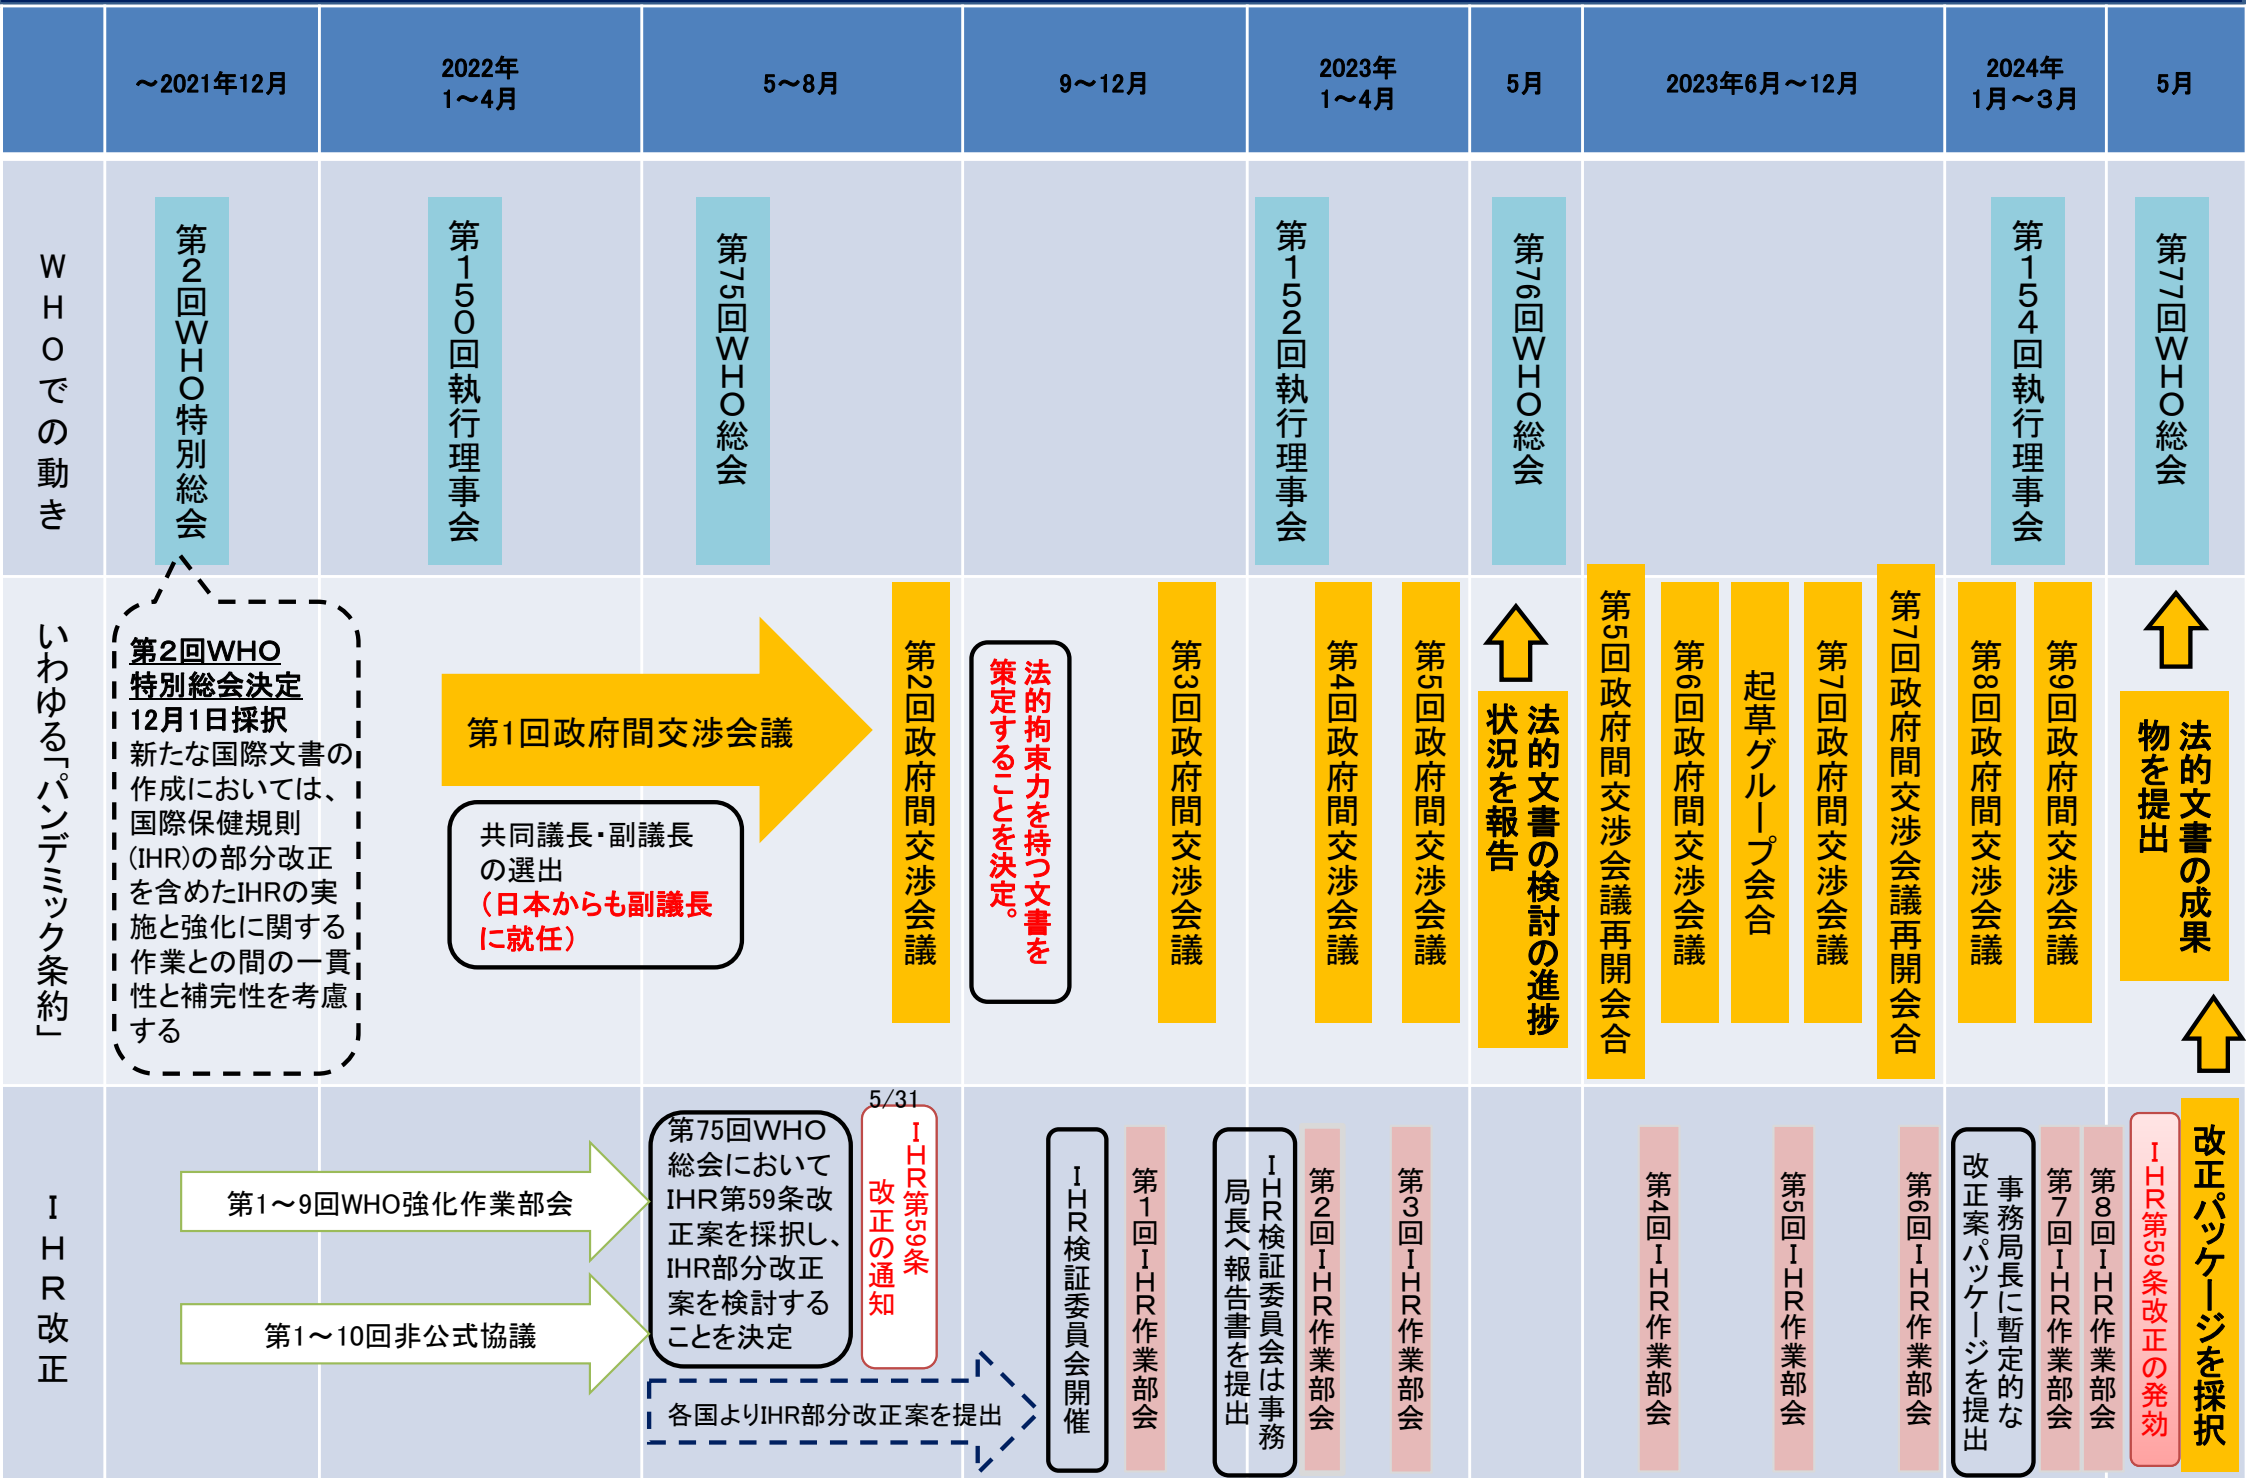 ～2021年12月
2022年
1～4月
5～8月
9～12月
2023年
1～4月
5月
2023年6月～12月
2024年
1月～3月
5月
WHOでの動き
第2回WHO特別総会
第150回執行理事会
第75回WHO総会
第152回執行理事会
第76回WHO総会
第154回執行理事会
第77回WHO総会
いわゆる「パンデミック条約」
第2回WHO
特別総会決定
12月1日採択
新たな国際文書の
作成においては、
国際保健規則
(IHR)の部分改正
を含めたIHRの実
施と強化に関する
作業との間の一貫
性と補完性を考慮
する
第1回政府間交渉会議
共同議長・副議長
の選出
（日本からも副議長
に就任）
第2回政府間交渉会議
法的拘束力を持つ文書を
策定することを決定。
第3回政府間交渉会議
第4回政府間交渉会議
第5回政府間交渉会議
法的文書の検討の進捗
状況を報告
第5回政府間交渉会議再開会合
第6回政府間交渉会議
起草グループ会合
第7回政府間交渉会議
第7回政府間交渉会議再開会合
第8回政府間交渉会議
第9回政府間交渉会議
法的文書の成果
物を提出
IHR改正
第1～9回WHO強化作業部会
第1～10回非公式協議
第75回WHO
総会において
IHR第59条改
正案を採択し、
IHR部分改正
案を検討する
ことを決定
5/31
IHR第59条
改正の通知
各国よりIHR部分改正案を提出
IHR検証委員会開催
第1回IHR作業部会
IHR検証委員会は事務
局長へ報告書を提出
第2回IHR作業部会
第3回IHR作業部会
第4回IHR作業部会
第5回IHR作業部会
第6回IHR作業部会
事務局長に暫定的な
改正案パッケージを提出
第7回IHR作業部会
第8回IHR作業部会
IHR第59条改正の発効
改正パッケージを採択